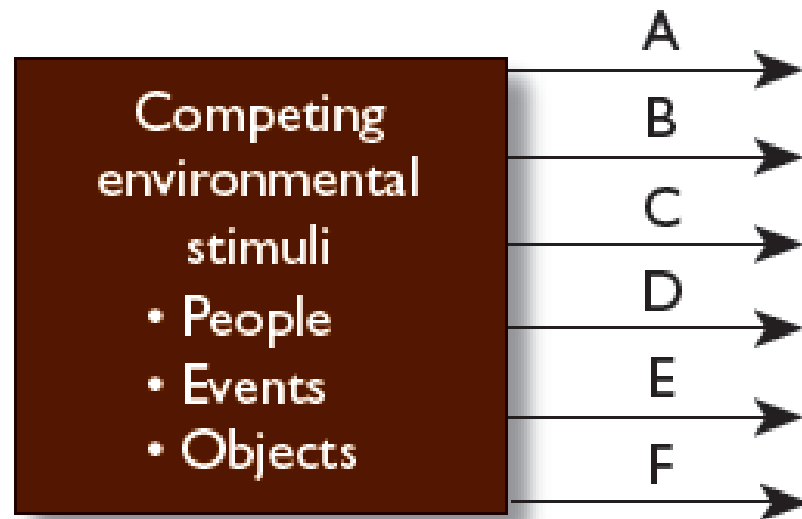 Competing
environmental
stimuli
• People
• Events
• Objects
A
B
C
D
E
F